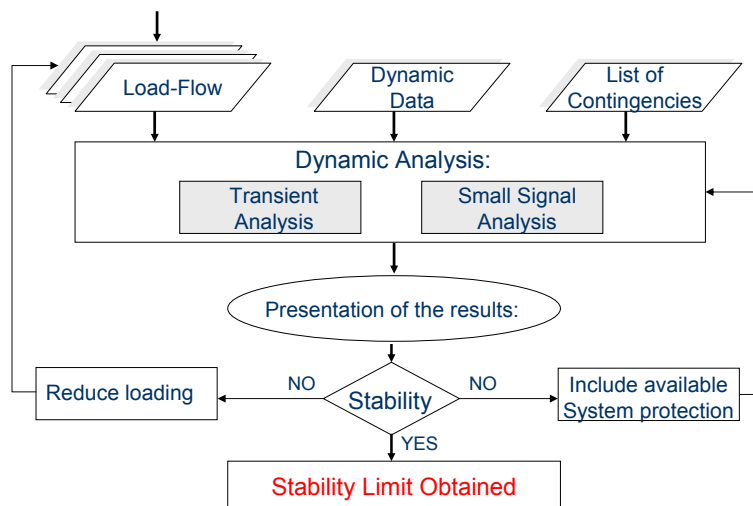 Load-Flow
Dynamic
Data
List of
Contingencies
Dynamic Analysis:
Transient
Analysis
Small Signal
Analysis
Presentation of the results:
Reduce loading
NO
Stability
NO
Include available
System protection
YES
Stability Limit Obtained